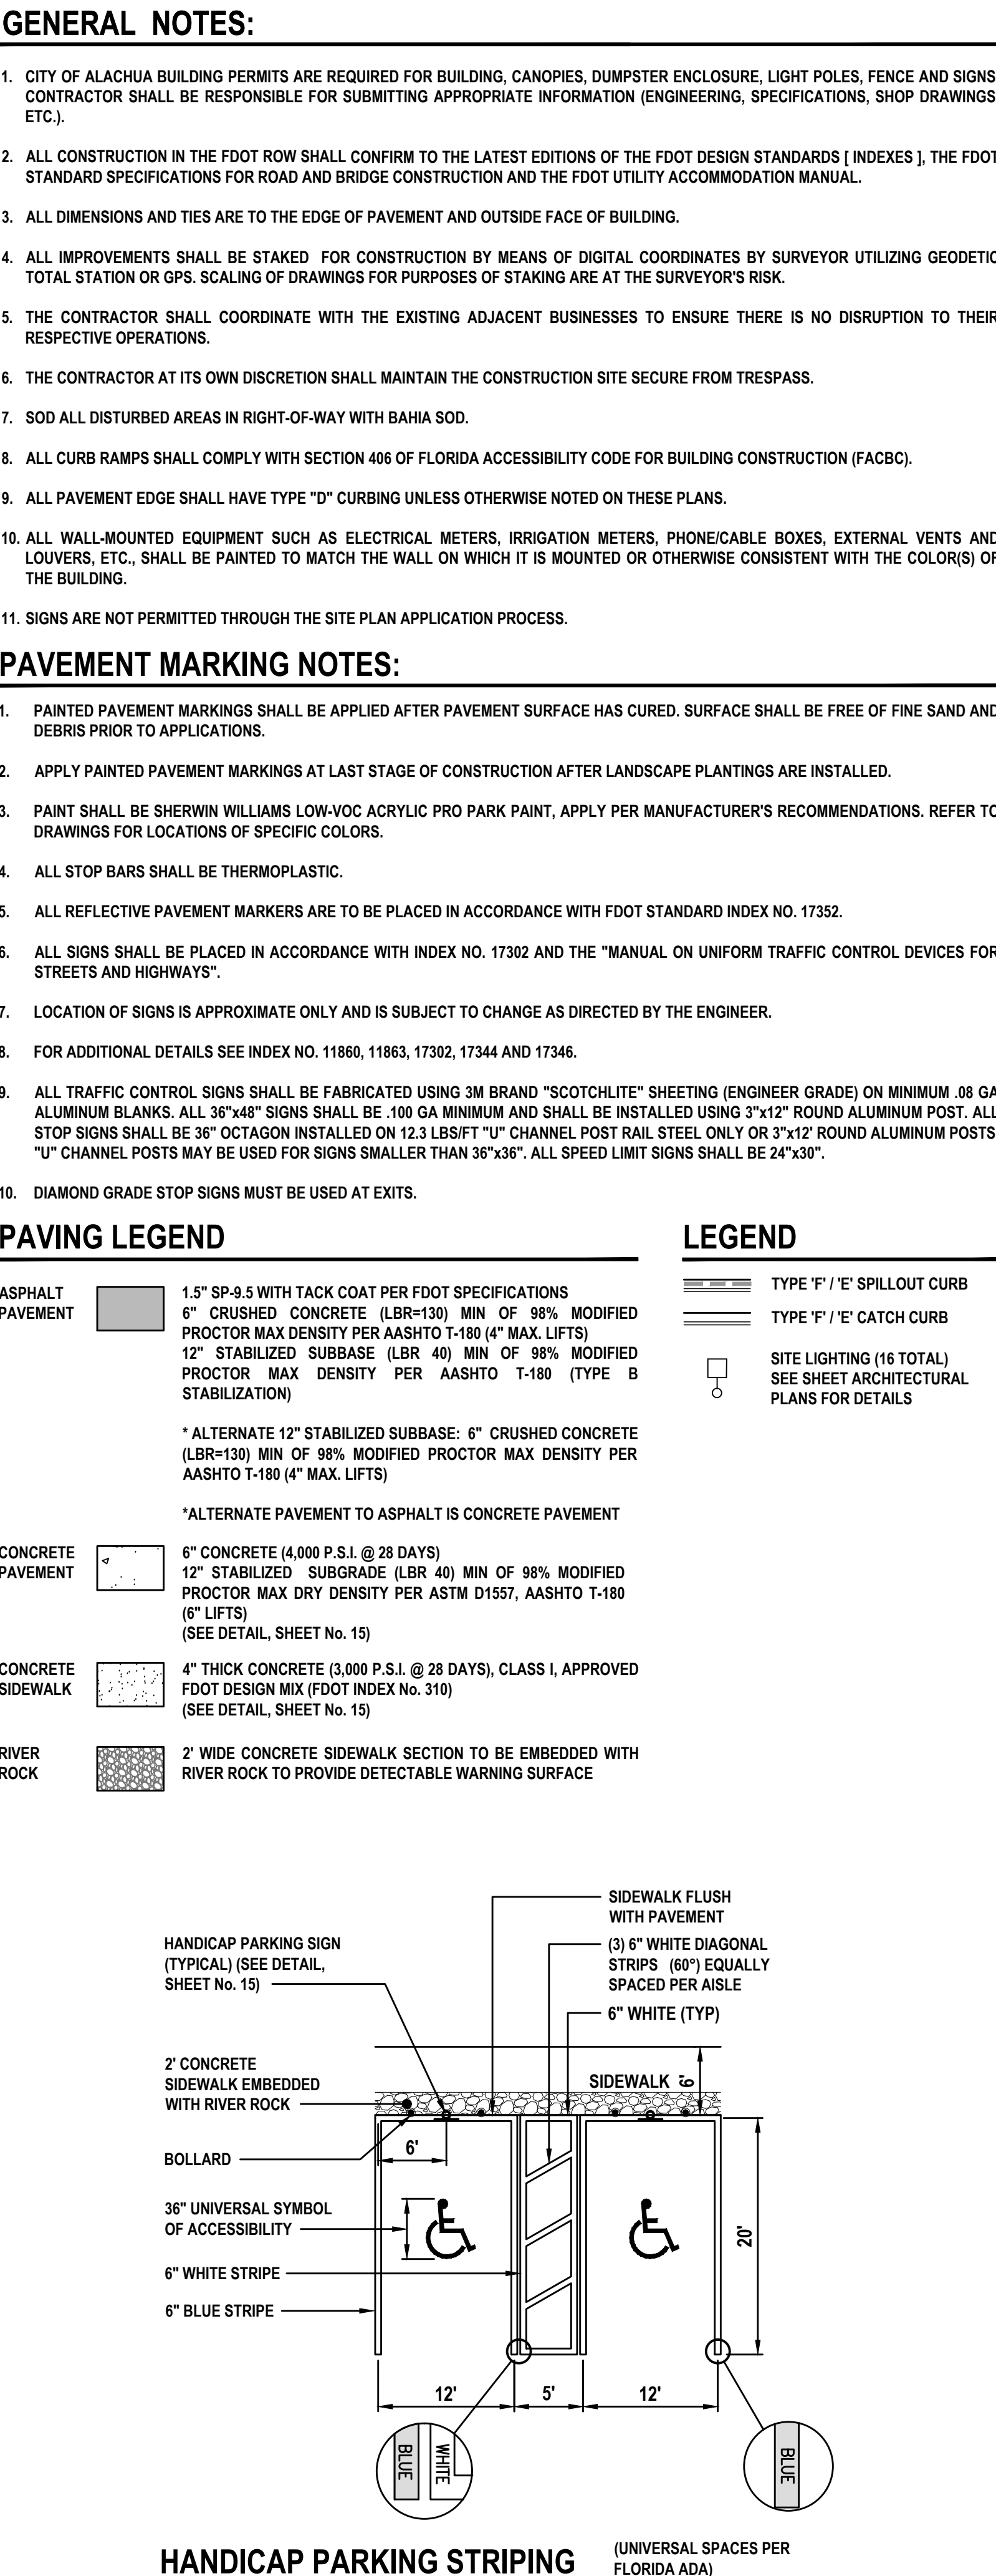 GENERAL NOTES:
1. CITY OF ALACHUA BUILDING PERMITS ARE REQUIRED FOR BUILDING, CANOPIES, DUMPSTER ENCLOSURE, LIGHT POLES, FENCE AND SIGNS
CONTRACTOR SHALL BE RESPONSIBLE FOR SUBMITTING APPROPRIATE INFORMATION (ENGINEERING, SPECIFICATIONS, SHOP DRAWINGS
ETC.).
2. ALL CONSTRUCTION IN THE FDOT ROW SHALL CONFIRM TO THE LATEST EDITIONS OF THE FDOT DESIGN STANDARDS [ INDEXES ], THE FDOT
STANDARD SPECIFICATIONS FOR ROAD AND BRIDGE CONSTRUCTION AND THE FDOT UTILITY ACCOMMODATION MANUAL.
3. ALL DIMENSIONS AND TIES ARE TO THE EDGE OF PAVEMENT AND OUTSIDE FACE OF BUILDING.
4. ALL IMPROVEMENTS SHALL BE STAKED FOR CONSTRUCTION BY MEANS OF DIGITAL COORDINATES BY SURVEYOR UTILIZING GEODETIC
TOTAL STATION OR GPS. SCALING OF DRAWINGS FOR PURPOSES OF STAKING ARE AT THE SURVEYOR'S RISK.
5. THE CONTRACTOR SHALL COORDINATE WITH THE EXISTING ADJACENT BUSINESSES TO ENSURE THERE IS NO DISRUPTION TO THEIR
RESPECTIVE OPERATIONS.
6. THE CONTRACTOR AT ITS OWN DISCRETION SHALL MAINTAIN THE CONSTRUCTION SITE SECURE FROM TRESPASS.
7. SOD ALL DISTURBED AREAS IN RIGHT-OF-WAY WITH BAHIA SOD.
8. ALL CURB RAMPS SHALL COMPLY WITH SECTION 406 OF FLORIDA ACCESSIBILITY CODE FOR BUILDING CONSTRUCTION (FACBC).
9. ALL PAVEMENT EDGE SHALL HAVE TYPE "D" CURBING UNLESS OTHERWISE NOTED ON THESE PLANS.
10. ALL WALL-MOUNTED EQUIPMENT SUCH AS ELECTRICAL METERS, IRRIGATION METERS, PHONE/CABLE BOXES, EXTERNAL VENTS AND
LOUVERS, ETC., SHALL BE PAINTED TO MATCH THE WALL ON WHICH IT IS MOUNTED OR OTHERWISE CONSISTENT WITH THE COLOR(S) OF
THE BUILDING.
11. SIGNS ARE NOT PERMITTED THROUGH THE SITE PLAN APPLICATION PROCESS.
PAVEMENT MARKING NOTES:
1. PAINTED PAVEMENT MARKINGS SHALL BE APPLIED AFTER PAVEMENT SURFACE HAS CURED. SURFACE SHALL BE FREE OF FINE SAND AND
DEBRIS PRIOR TO APPLICATIONS.
2. APPLY PAINTED PAVEMENT MARKINGS AT LAST STAGE OF CONSTRUCTION AFTER LANDSCAPE PLANTINGS ARE INSTALLED.
3. PAINT SHALL BE SHERWIN WILLIAMS LOW-VOC ACRYLIC PRO PARK PAINT, APPLY PER MANUFACTURER'S RECOMMENDATIONS. REFER TO
DRAWINGS FOR LOCATIONS OF SPECIFIC COLORS.
4. ALL STOP BARS SHALL BE THERMOPLASTIC.
5. ALL REFLECTIVE PAVEMENT MARKERS ARE TO BE PLACED IN ACCORDANCE WITH FDOT STANDARD INDEX NO. 17352.
6. ALL SIGNS SHALL BE PLACED IN ACCORDANCE WITH INDEX NO. 17302 AND THE "MANUAL ON UNIFORM TRAFFIC CONTROL DEVICES FOR
STREETS AND HIGHWAYS".
7. LOCATION OF SIGNS IS APPROXIMATE ONLY AND IS SUBJECT TO CHANGE AS DIRECTED BY THE ENGINEER.
8. FOR ADDITIONAL DETAILS SEE INDEX NO. 11860, 11863, 17302, 17344 AND 17346.
9. ALL TRAFFIC CONTROL SIGNS SHALL BE FABRICATED USING 3M BRAND "SCOTCHLITE" SHEETING (ENGINEER GRADE) ON MINIMUM .08 GA
ALUMINUM BLANKS. ALL 36"x48" SIGNS SHALL BE .100 GA MINIMUM AND SHALL BE INSTALLED USING 3"x12" ROUND ALUMINUM POST. ALL
STOP SIGNS SHALL BE 36" OCTAGON INSTALLED ON 12.3 LBS/FT "U" CHANNEL POST RAIL STEEL ONLY OR 3"x12' ROUND ALUMINUM POSTS
"U" CHANNEL POSTS MAY BE USED FOR SIGNS SMALLER THAN 36"x36". ALL SPEED LIMIT SIGNS SHALL BE 24"x30".
10. DIAMOND GRADE STOP SIGNS MUST BE USED AT EXITS.
PAVING LEGEND
ASPHALT
PAVEMENT
1.5" SP-9.5 WITH TACK COAT PER FDOT SPECIFICATIONS
6" CRUSHED CONCRETE (LBR=130) MIN OF 98% MODIFIED
PROCTOR MAX DENSITY PER AASHTO T-180 (4" MAX. LIFTS)
12" STABILIZED SUBBASE (LBR 40) MIN OF 98% MODIFIED
PROCTOR MAX DENSITY PER AASHTO T-180 (TYPE B
STABILIZATION)
* ALTERNATE 12" STABILIZED SUBBASE: 6" CRUSHED CONCRETE
(LBR=130) MIN OF 98% MODIFIED PROCTOR MAX DENSITY PER
AASHTO T-180 (4" MAX. LIFTS)
*ALTERNATE PAVEMENT TO ASPHALT IS CONCRETE PAVEMENT
CONCRETE
PAVEMENT
6" CONCRETE (4,000 P.S.I. @ 28 DAYS)
12" STABILIZED SUBGRADE (LBR 40) MIN OF 98% MODIFIED
PROCTOR MAX DRY DENSITY PER ASTM D1557, AASHTO T-180
(6" LIFTS)
(SEE DETAIL, SHEET No. 15)
CONCRETE
SIDEWALK
4" THICK CONCRETE (3,000 P.S.I. @ 28 DAYS), CLASS I, APPROVED
FDOT DESIGN MIX (FDOT INDEX No. 310)
(SEE DETAIL, SHEET No. 15)
RIVER
ROCK
2' WIDE CONCRETE SIDEWALK SECTION TO BE EMBEDDED WITH
RIVER ROCK TO PROVIDE DETECTABLE WARNING SURFACE
LEGEND
TYPE 'F' / 'E' SPILLOUT CURB
TYPE 'F' / 'E' CATCH CURB
SITE LIGHTING (16 TOTAL)
SEE SHEET ARCHITECTURAL
PLANS FOR DETAILS
SIDEWALK FLUSH
WITH PAVEMENT
HANDICAP PARKING SIGN
(TYPICAL) (SEE DETAIL,
SHEET No. 15)
(3) 6" WHITE DIAGONAL
STRIPS (60°) EQUALLY
SPACED PER AISLE
6" WHITE (TYP)
2' CONCRETE
SIDEWALK EMBEDDED
WITH RIVER ROCK
SIDEWALK
6'
BOLLARD
6'
36" UNIVERSAL SYMBOL
OF ACCESSIBILITY
20'
6" WHITE STRIPE
6" BLUE STRIPE
12'
5'
12'
BLUE
WHITE
BLUE
HANDICAP PARKING STRIPING
(UNIVERSAL SPACES PER
FLORIDA ADA)